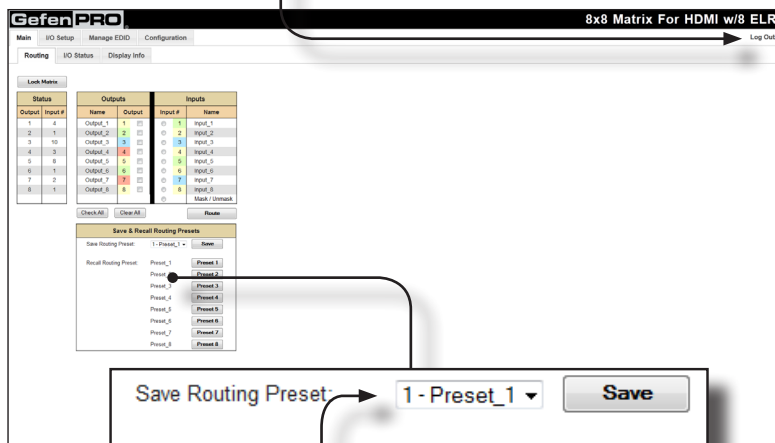 GefenPRO
8x8 Matrix For HDMI w/8 ELR
Main I/O Setup Manage EDID Configuration
Log Out
Routing I/O Status Display Info
Lock Matrix
Status Outputs Inputs
Output Input # Name Output Input # Name
1 4 Output_1 1 1 Input_1
2 1 Output_2 2 2 Input_2
3 10 Output_3 3 3 Input_3
4 3 Output_4 4 4 Input_4
5 8 Output_5 5 5 Input_5
6 1 Output_6 6 6 Input_6
7 2 Output_7 7 7 Input_7
8 1 Output_8 8 8 Input_8
Mask / Unmask
Check All Clear All Route
Save & Recall Routing Presets
Save Routing Preset: 1 - Preset_1 Save
Recall Routing Preset: Preset_1 Preset 1
Preset Preset 2
Preset_3 Preset 3
Preset_4 Preset 4
Preset_5 Preset 5
Preset_6 Preset 6
Preset_7 Preset 7
Preset_8 Preset 8
Save Routing Preset: 1 - Preset_1 Save